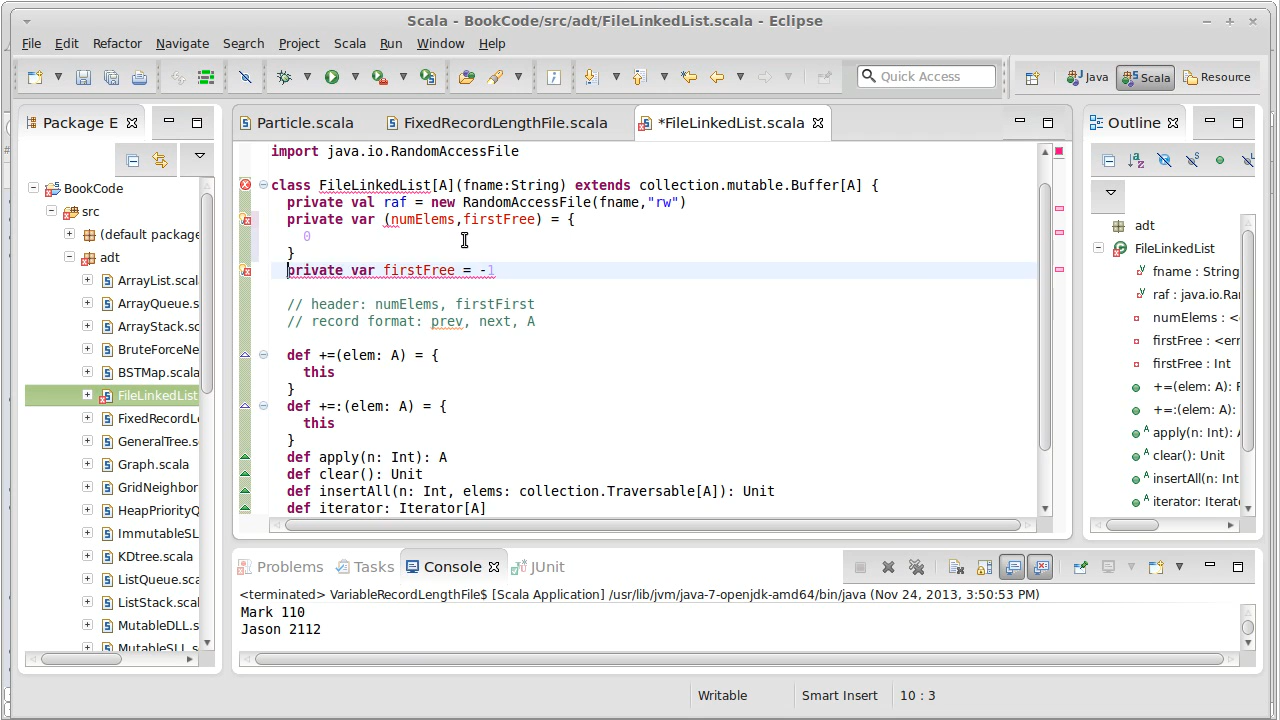 Scala - BookCode/src/adt/FileLinkedList.scala - Eclipse
File Edit Refactor Navigate Search Project Scala Run Window Help
Quick Access
Java Scala Resource
Package E
Particle.scala FixedRecordLengthFile.scala *FileLinkedList.scala
Outline
BookCode
src
(default package
adt
ArrayList.scal
ArrayQueue.s
ArrayStack.sc
BruteForceNe
BSTMap.scala
FileLinkedList
FixedRecordLe
GeneralTree.s
Graph.scala
GridNeighbor
HeapPriorityQ
ImmutableSL
KDtree.scala
ListQueue.sca
ListStack.scal
MutableDLL.s
MutableSLL.s
import java.io.RandomAccessFile
class FileLinkedList[A](fname:String) extends collection.mutable.Buffer[A] {
private val raf = new RandomAccessFile(fname,"rw")
private var (numElems,firstFree) = {
0
}
private var firstFree = -1
// header: numElems, firstFirst
// record format: prev, next, A
def +=(elem: A) = {
this
}
def +=:(elem: A) = {
this
}
def apply(n: Int): A
def clear(): Unit
def insertAll(n: Int, elems: collection.Traversable[A]): Unit
def iterator: Iterator[A]
adt
FileLinkedList
fname : String
raf : java.io.Rar
numElems : <e
firstFree : <err
firstFree : Int
+=(elem: A): F
+=:(elem: A):
apply(n: Int): A
clear(): Unit
insertAll(n: Int
iterator: Iterato
Problems Tasks Console JUnit
<terminated> VariableRecordLengthFile$ [Scala Application] /usr/lib/jvm/java-7-openjdk-amd64/bin/java (Nov 24, 2013, 3:50:53 PM)
Mark 110
Jason 2112
Writable Smart Insert 10 : 3